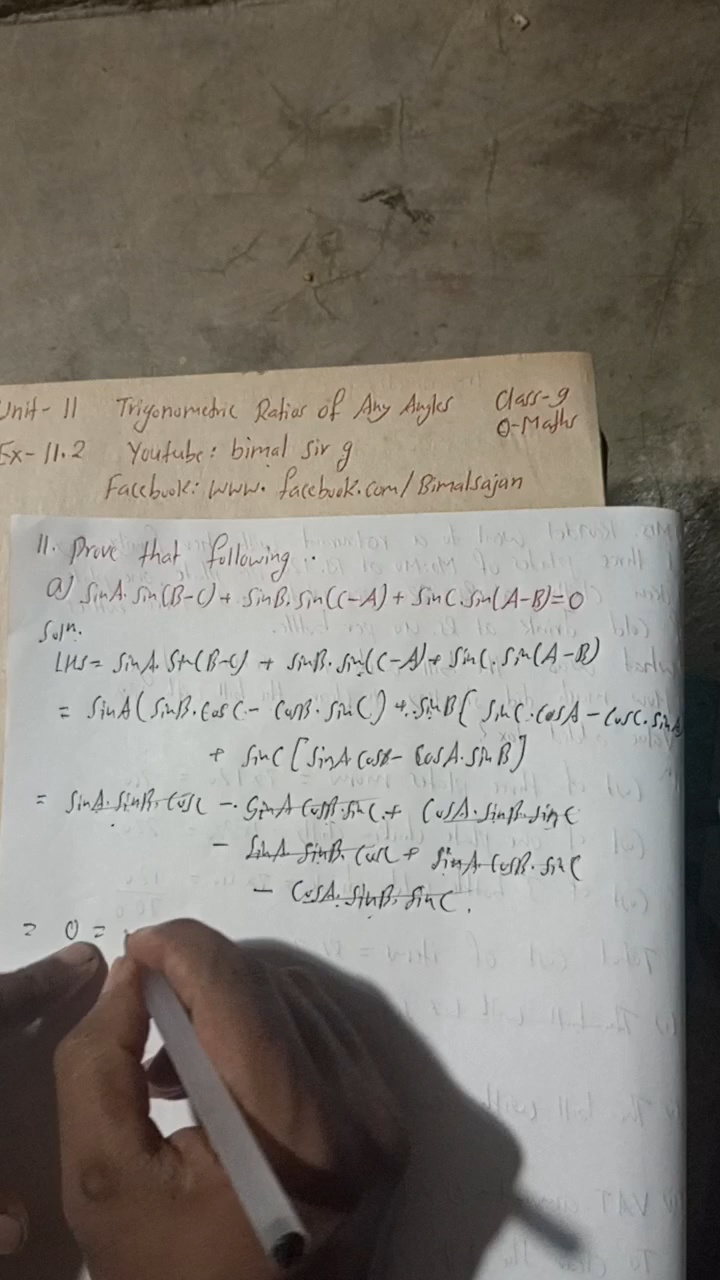 Unit- 11 Trigonometric Ratios of Any Angles Class-9
O-Maths
Ex- 11.2 Youtube: bimal sir g
Facebook: www. facebook.com/Bimalsajan
11. Prove that following.
a) SinA. Sin(B-C) + SinB. Sin(C-A) + SinC. Sin(A-B)=0
Soln.
LHS= SinA. Sin(B-C) + SinB. Sin(C-A) + SinC. Sin(A-B)
= SinA(SinB. CosC - CosB. SinC) + SinB[SinC. CosA - CosC. SinA
+ SinC[SinA CosB - CosA. SinB]
= SinA. SinB. CosC - SinA CosB. SinC + CosA. SinB. SinC
- SinA SinB. CosC + SinA CosB. SinC
- CosA. SinB. SinC.
= 0 =